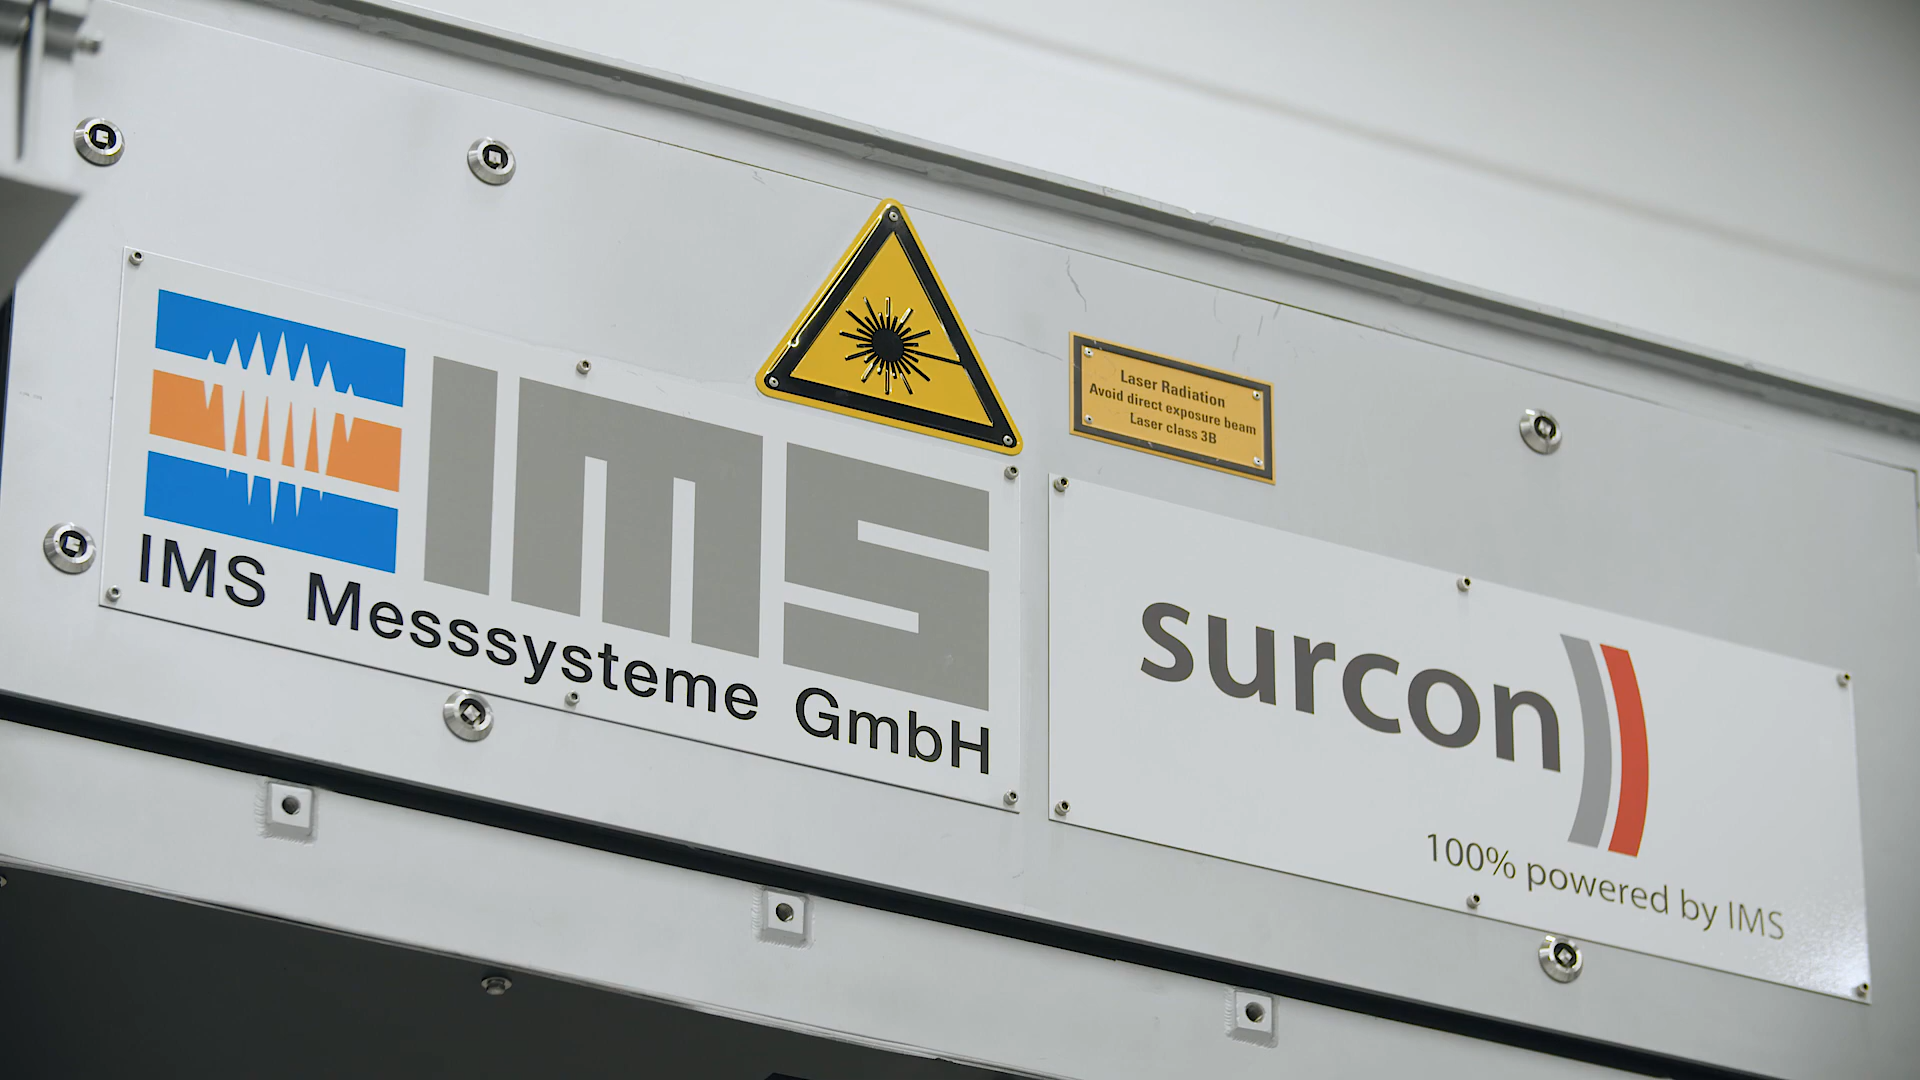 IMS
IMS Messsysteme GmbH
Laser Radiation
Avoid direct exposure beam
Laser class 3B
surcon
100% powered by IMS